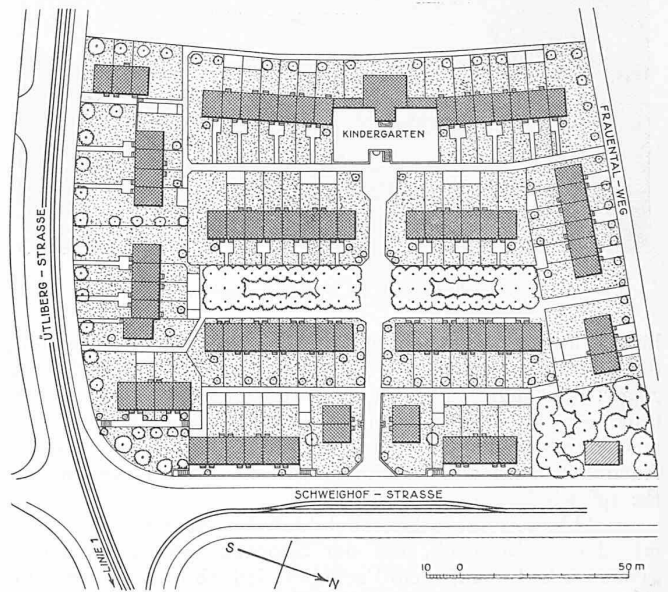 KINDERGARTEN
FRAUENTAL-WEG
ÜTLIBERG-STRASSE
SCHWEIGHOF-STRASSE
LINIE 1
S
N
10 0 50 m